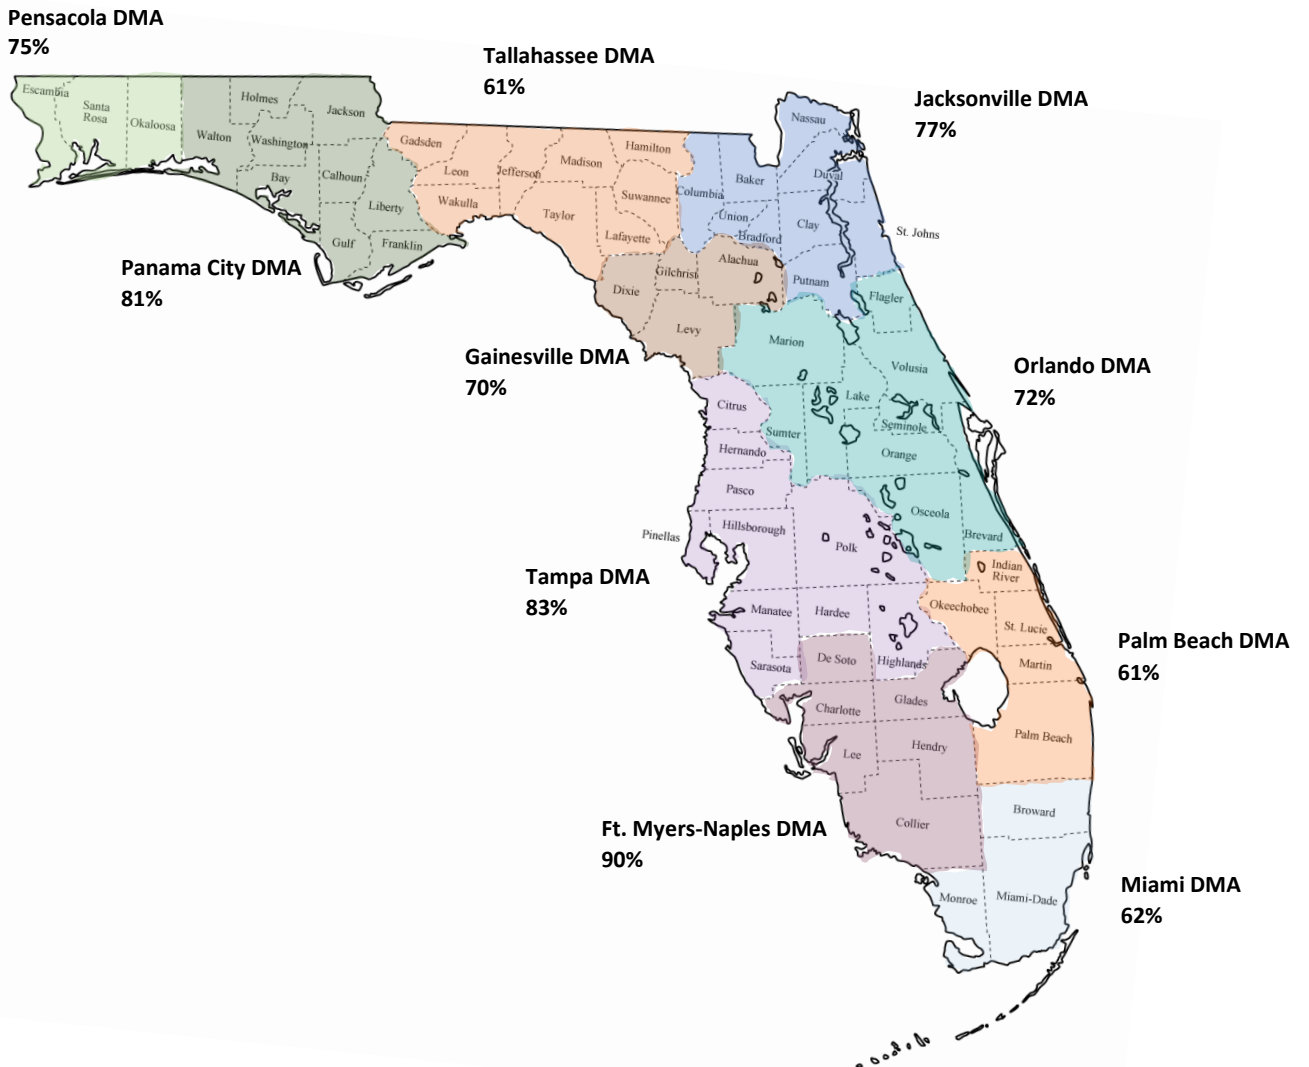 Pensacola DMA
75%
Tallahassee DMA
61%
Jacksonville DMA
77%
Escambia
Santa
Rosa
Okaloosa
Holmes
Jackson
Walton
Washington
Bay
Calhoun
Liberty
Gulf
Franklin
Gadsden
Leon
Jefferson
Madison
Hamilton
Wakulla
Taylor
Suwannee
Lafayette
Nassau
Baker
Duval
Columbia
Union
Bradford
Clay
St. Johns
Putnam
Panama City DMA
81%
Alachua
Gilchrist
Dixie
Levy
Gainesville DMA
70%
Flagler
Marion
Volusia
Lake
Sumter
Seminole
Orange
Osceola
Brevard
Orlando DMA
72%
Citrus
Hernando
Pasco
Pinellas
Hillsborough
Polk
Manatee
Hardee
Sarasota
Highlands
Tampa DMA
83%
Indian
River
Okeechobee
St. Lucie
Martin
Palm Beach
Palm Beach DMA
61%
De Soto
Charlotte
Glades
Lee
Hendry
Collier
Ft. Myers-Naples DMA
90%
Broward
Monroe
Miami-Dade
Miami DMA
62%